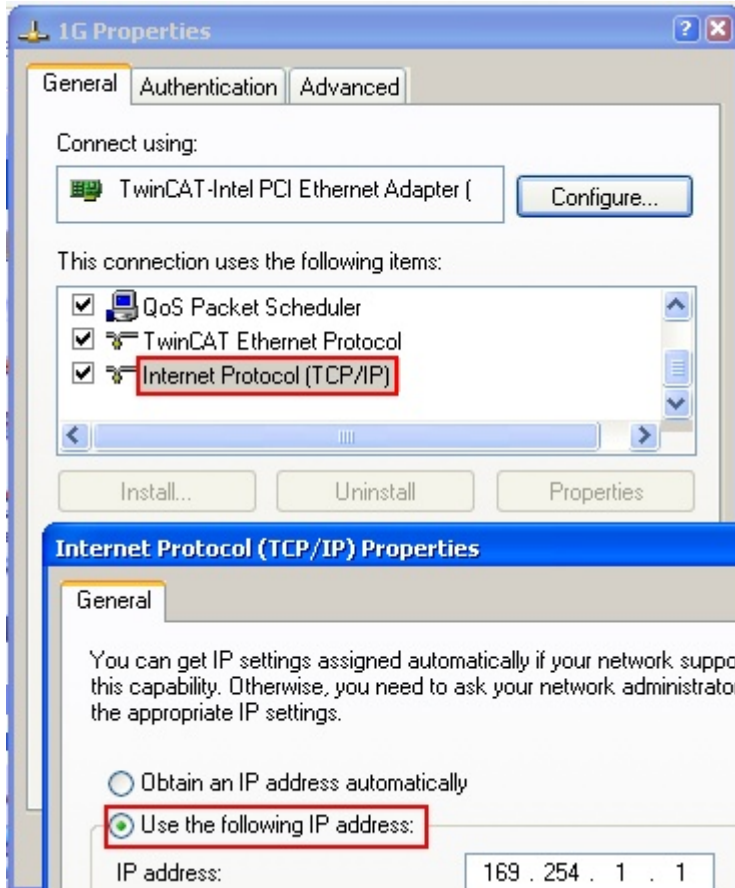 1G Properties
General Authentication Advanced
Connect using:
TwinCAT-Intel PCI Ethernet Adapter (
Configure...
This connection uses the following items:
QoS Packet Scheduler
TwinCAT Ethernet Protocol
Internet Protocol (TCP/IP)
Install... Uninstall Properties
Internet Protocol (TCP/IP) Properties
General
You can get IP settings assigned automatically if your network suppo
this capability. Otherwise, you need to ask your network administrato
the appropriate IP settings.
Obtain an IP address automatically
Use the following IP address:
IP address: 169 . 254 . 1 . 1